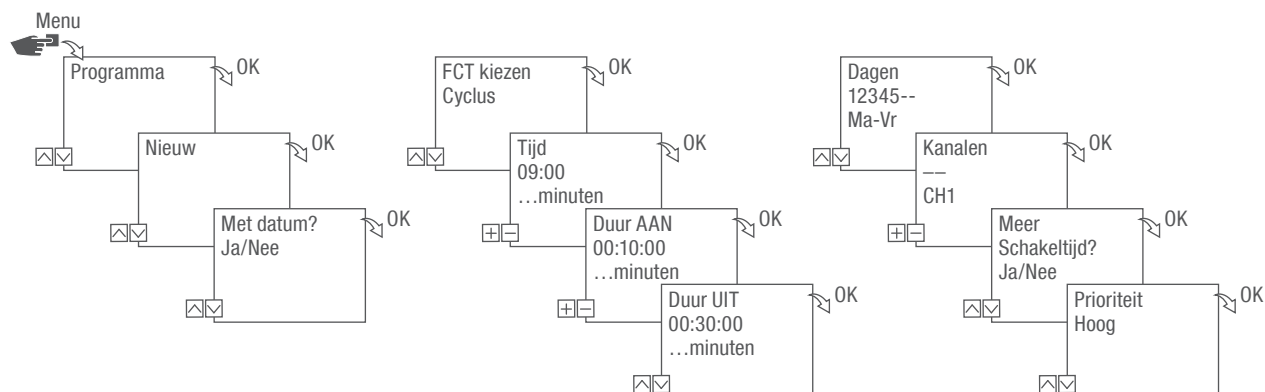 Menu
Programma
OK
Nieuw
OK
Met datum?
Ja/Nee
OK
FCT kiezen
Cyclus
OK
Tijd
09:00
…minuten
OK
Duur AAN
00:10:00
…minuten
OK
Duur UIT
00:30:00
…minuten
OK
Dagen
12345--
Ma-Vr
OK
Kanalen
––
CH1
OK
Meer
Schakeltijd?
Ja/Nee
OK
Prioriteit
Hoog
OK